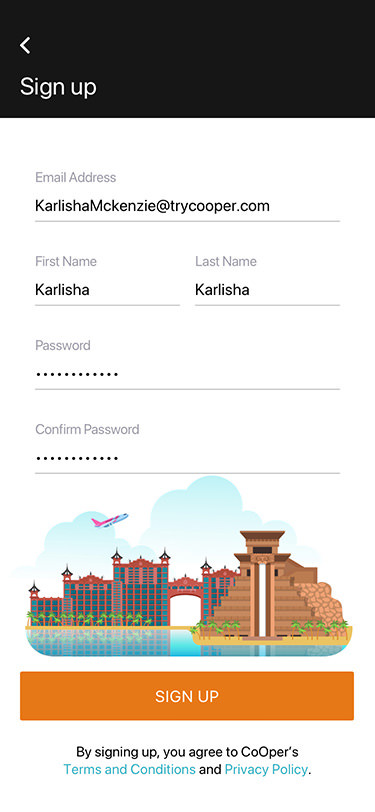 Sign up
Email Address
KarlishaMckenzie@trycooper.com
First Name Last Name
Karlisha Karlisha
Password
••••••••••••
Confirm Password
••••••••••••
SIGN UP
By signing up, you agree to CoOper's
Terms and Conditions and Privacy Policy.